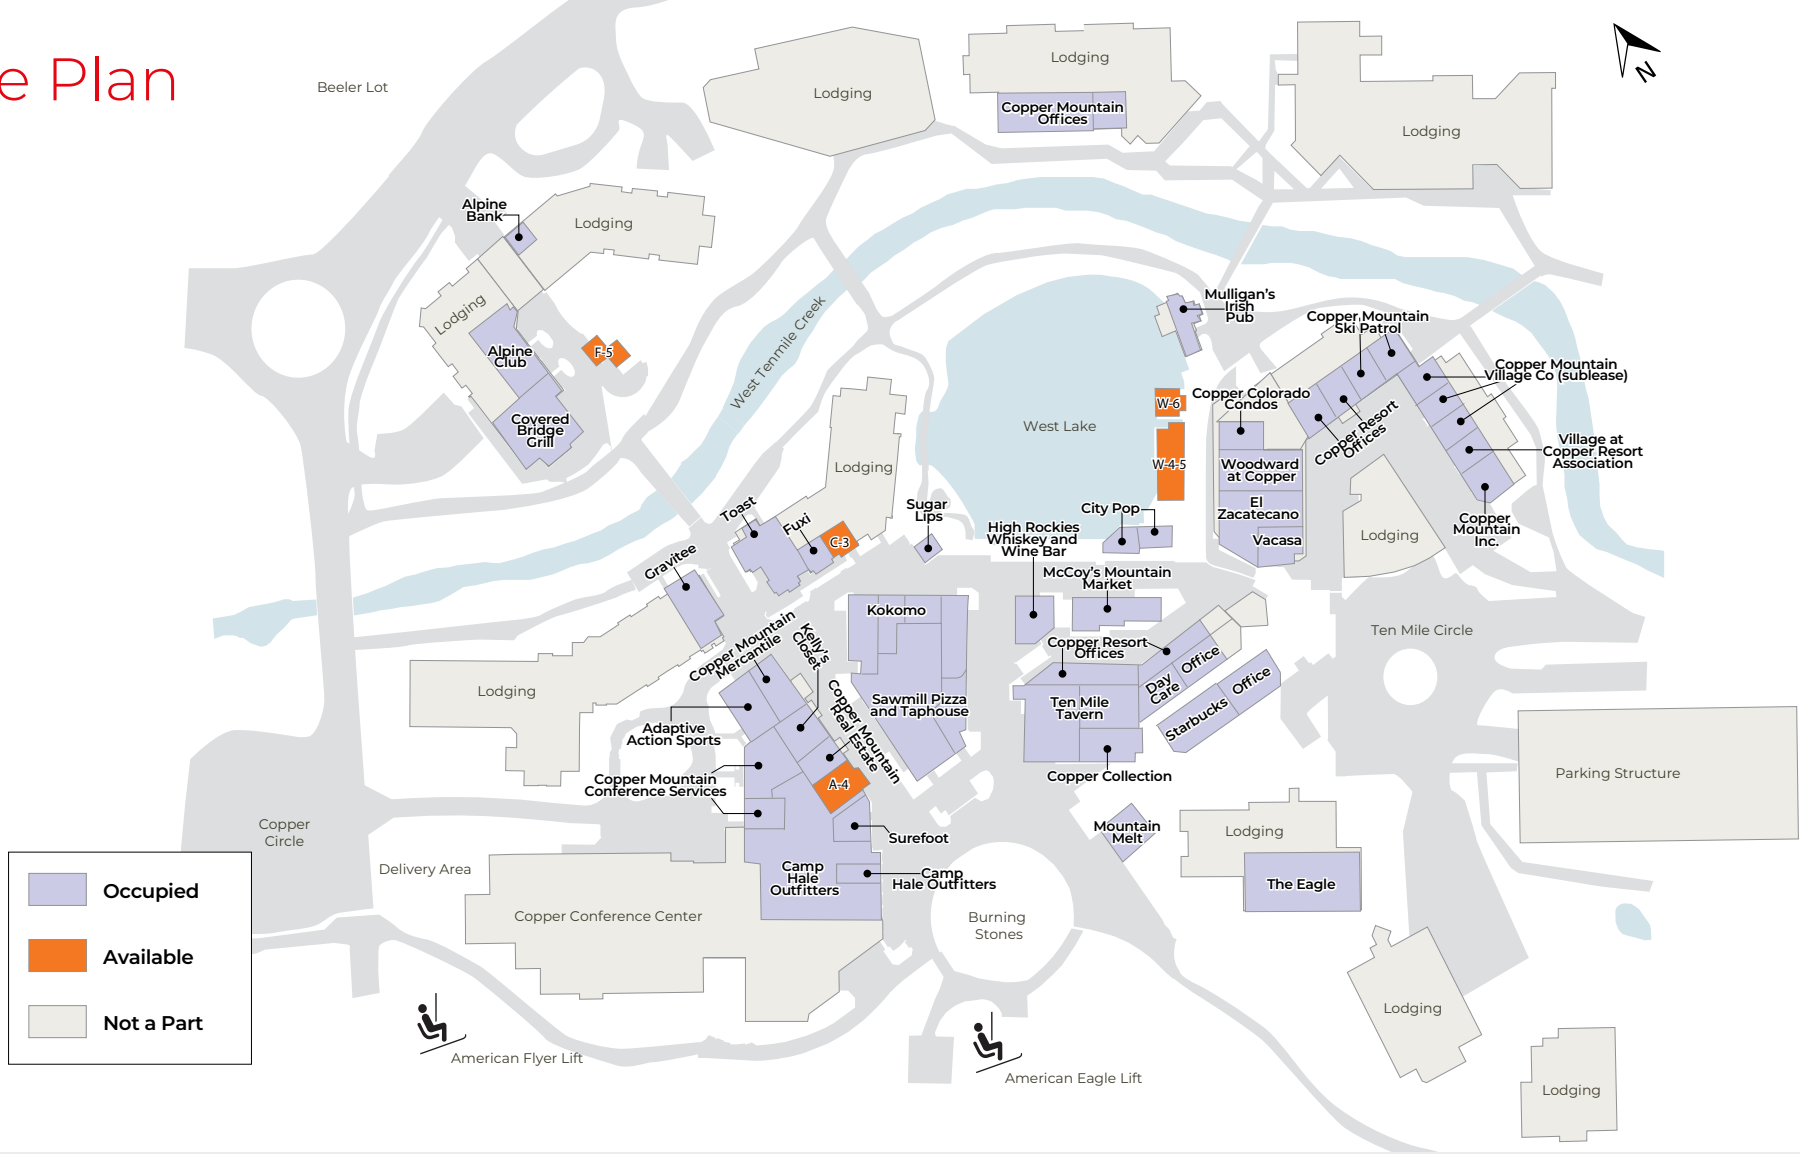 e Plan
Beeler Lot
Lodging
Lodging
Copper Mountain
Offices
Lodging
N
Alpine
Bank
Lodging
Lodging
Alpine
Club
F-5
Covered
Bridge
Grill
West Tenmile Creek
West Lake
Mulligan's
Irish
Pub
Copper Mountain
Ski Patrol
Copper Mountain
Village Co (sublease)
Copper Colorado
Condos
W-6
W-4-5
Copper Resort
Offices
Village at
Copper Resort
Association
Woodward
at Copper
El
Zacatecano
Vacasa
Copper
Mountain
Inc.
Lodging
Lodging
Toast
Fuxi
C-3
Sugar
Lips
City Pop
High Rockies
Whiskey and
Wine Bar
McCoy's Mountain
Market
Gravitee
Kokomo
Copper Mountain
Mercantile
Kelly's
Closet
Copper Resort
Offices
Office
Day
Care
Office
Starbucks
Ten Mile Circle
Lodging
Adaptive
Action Sports
Sawmill Pizza
and Taphouse
Copper Mountain
Real Estate
Ten Mile
Tavern
Copper Collection
Copper Mountain
Conference Services
A-4
Parking Structure
Copper
Circle
Surefoot
Mountain
Melt
Lodging
Delivery Area
Camp
Hale
Outfitters
Camp
Hale Outfitters
The Eagle
Occupied
Available
Not a Part
Copper Conference Center
Burning
Stones
Lodging
American Flyer Lift
American Eagle Lift
Lodging